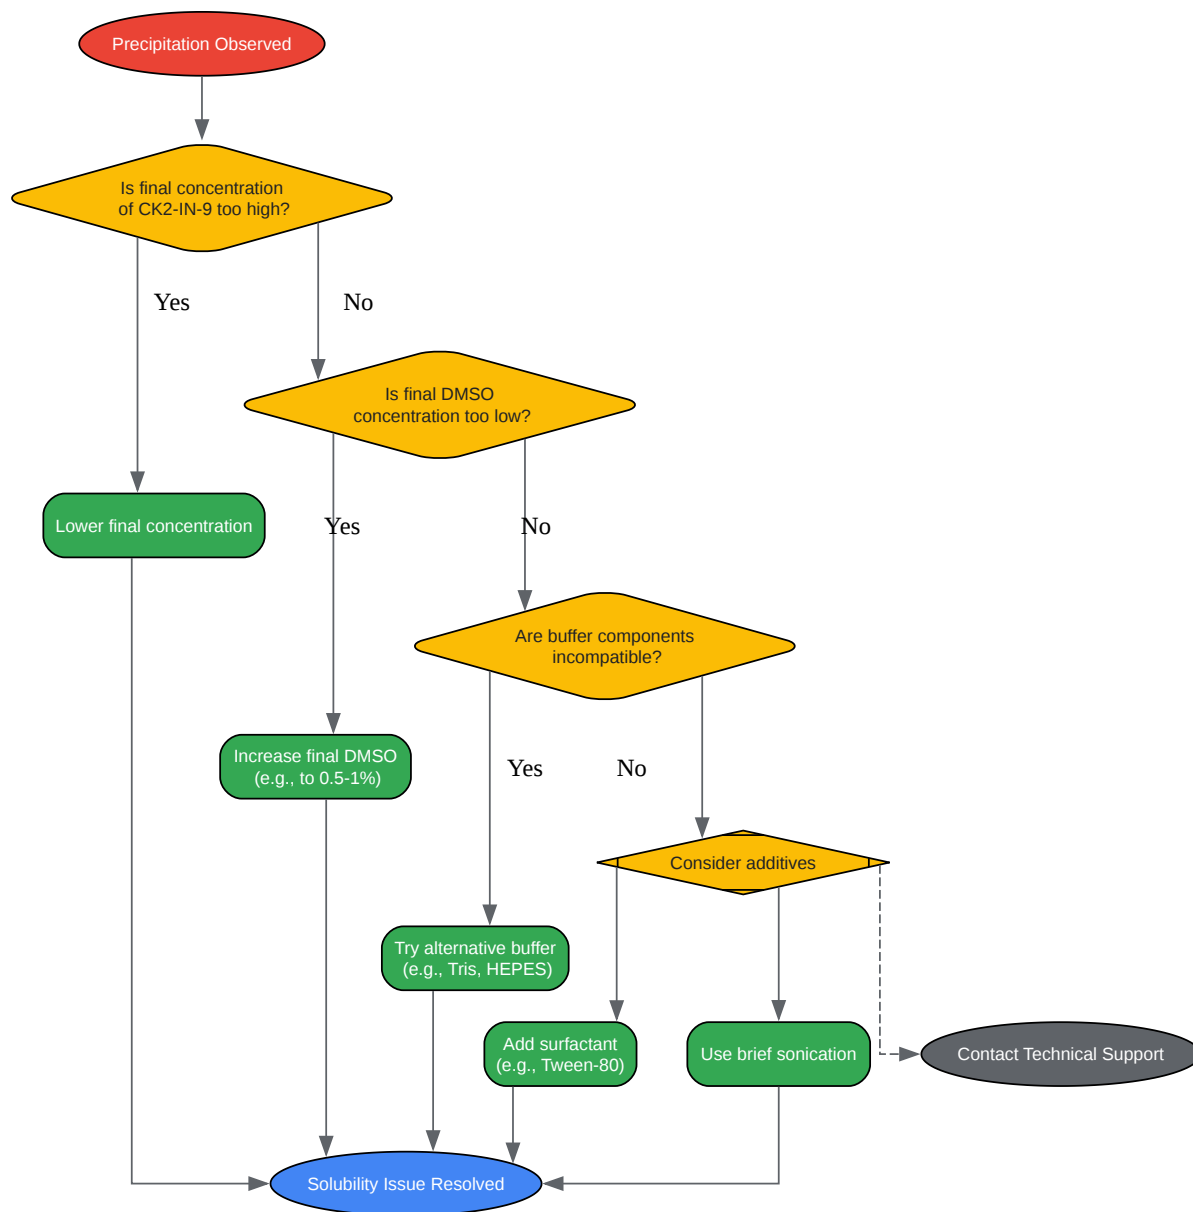 Precipitation Observed
Is final concentration
of CK2-IN-9 too high?
Yes
No
Is final DMSO
concentration too low?
Lower final concentration
Yes
No
Are buffer components
incompatible?
Increase final DMSO
(e.g., to 0.5-1%)
Yes
No
Consider additives
Try alternative buffer
(e.g., Tris, HEPES)
Add surfactant
(e.g., Tween-80)
Use brief sonication
Contact Technical Support
Solubility Issue Resolved